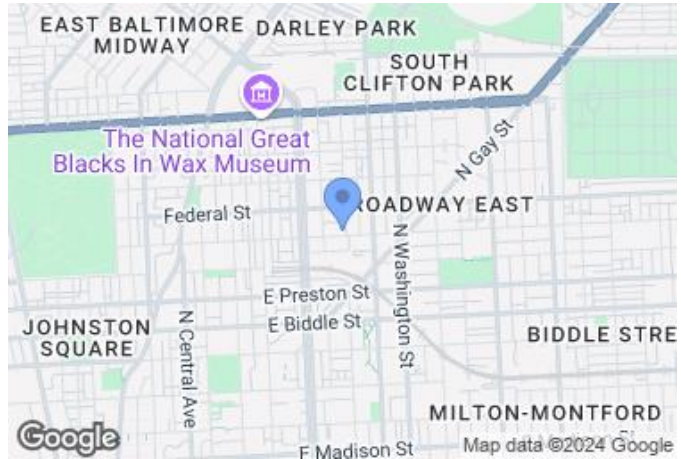 EAST BALTIMORE
MIDWAY
DARLEY PARK
SOUTH
CLIFTON PARK
The National Great
Blacks In Wax Museum
N Gay St
Federal St
ROADWAY EAST
N Washington St
E Preston St
E Biddle St
JOHNSTON
SQUARE
N Central Ave
BIDDLE STRE
MILTON-MONTFORD
F Madison St
Google
Map data ©2024 Google